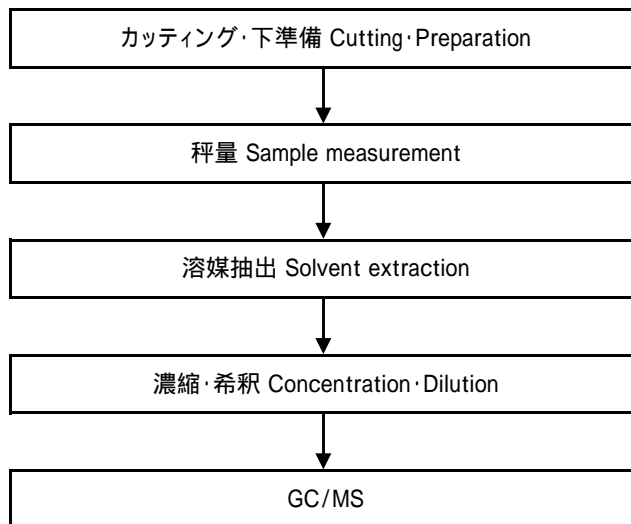 カッティング･下準備 Cutting･Preparation
秤量 Sample measurement
溶媒抽出 Solvent extraction
濃縮･希釈 Concentration･Dilution
GC/MS